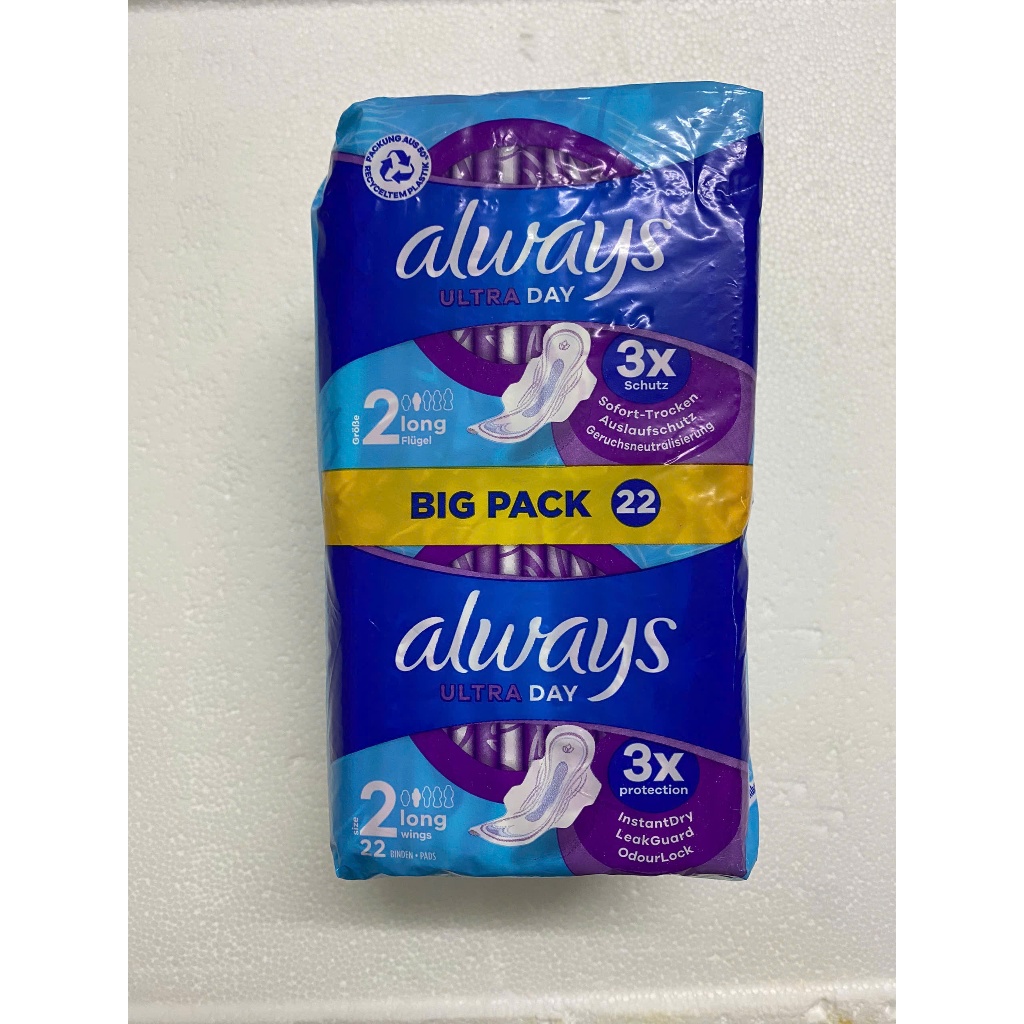 PACKUNG AUS 50%
RECYCELTEM PLASTIK
always
ULTRA DAY
3x
Schutz
Sofort-Trocken
Auslaufschutz
Geruchsneutralisierung
Größe
2
long
Flügel
BIG PACK 22
always
ULTRA DAY
3x
protection
InstantDry
LeakGuard
OdourLock
size
2
long
wings
22 BINDEN • PADS